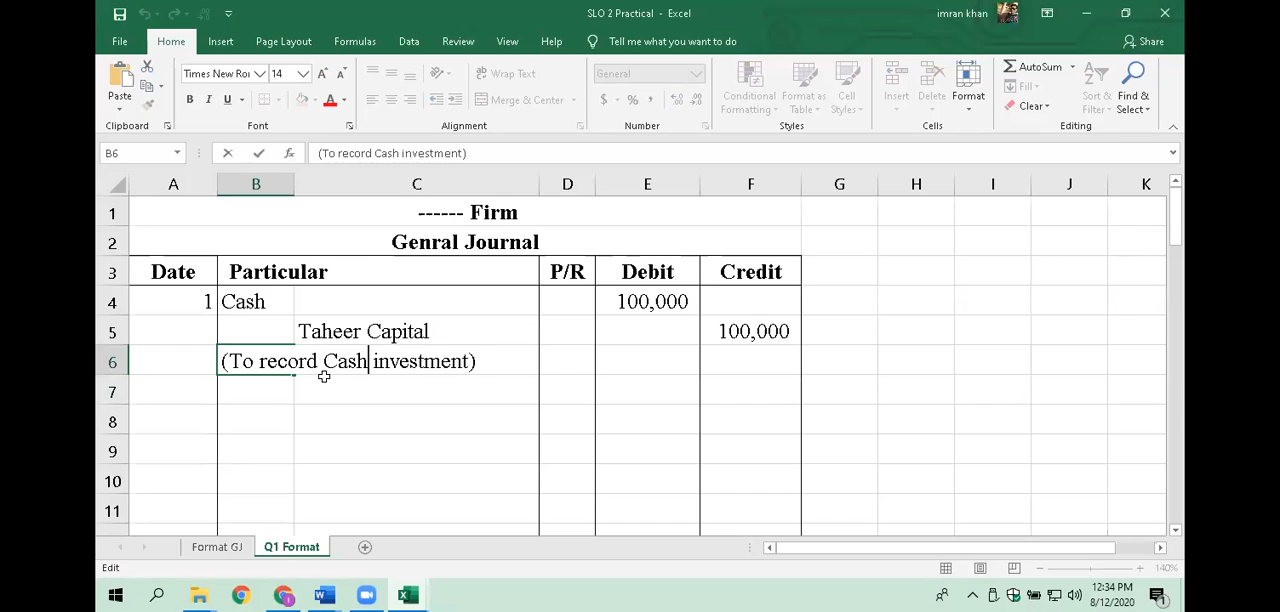 SLO 2 Practical - Excel
imran khan
File Home Insert Page Layout Formulas Data Review View Help Tell me what you want to do Share
Paste
Times New Ror 14
B I U A
Wrap Text
Merge & Center
General
$ %
Conditional Formatting
Format as Table
Cell Styles
Insert Delete Format
AutoSum
Fill
Clear
Sort & Filter
Find & Select
Clipboard Font Alignment Number Styles Cells Editing
B6 fx (To record Cash investment)
A B C D E F G H I J K
1 ------ Firm
2 Genral Journal
3 Date Particular P/R Debit Credit
4 1 Cash 100,000
5 Taheer Capital 100,000
6 (To record Cash investment)
7
8
9
10
11
Format GJ Q1 Format
Edit 140%
12:34 PM
8/12/2020